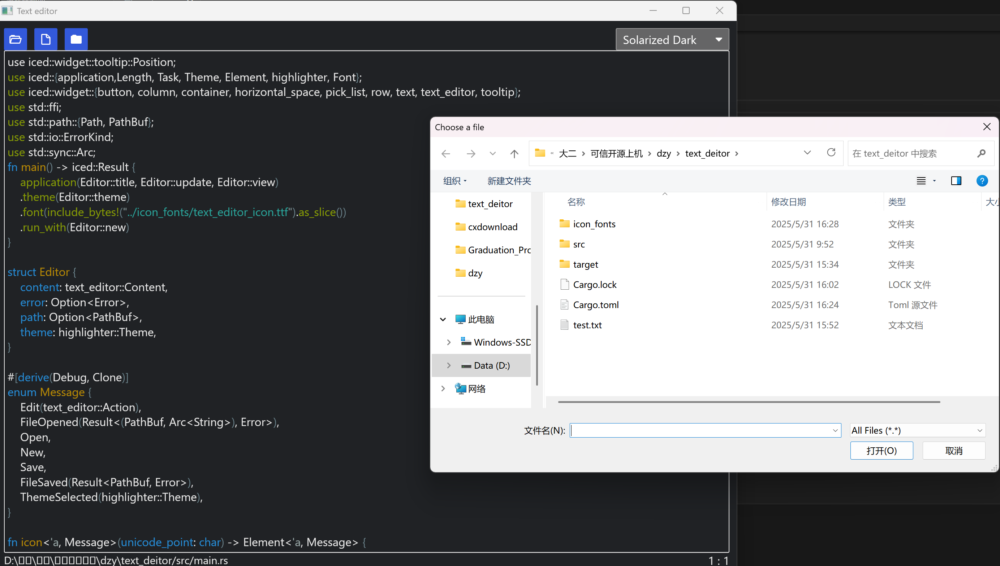 Text editor
Solarized Dark
use iced::widget::tooltip::Position;
use iced::{application,Length, Task, Theme, Element, highlighter, Font};
use iced::widget::{button, column, container, horizontal_space, pick_list, row, text, text_editor, tooltip};
use std::ffi;
use std::path::{Path, PathBuf};
use std::io::ErrorKind;
use std::sync::Arc;
fn main() -> iced::Result {
    application(Editor::title, Editor::update, Editor::view)
    .theme(Editor::theme)
    .font(include_bytes!("../icon_fonts/text_editor_icon.ttf").as_slice())
    .run_with(Editor::new)
}
struct Editor {
    content: text_editor::Content,
    error: Option<Error>,
    path: Option<PathBuf>,
    theme: highlighter::Theme,
}
#[derive(Debug, Clone)]
enum Message {
    Edit(text_editor::Action),
    FileOpened(Result<(PathBuf, Arc<String>), Error>),
    Open,
    New,
    Save,
    FileSaved(Result<PathBuf, Error>),
    ThemeSelected(highlighter::Theme),
}
fn icon<'a, Message>(unicode_point: char) -> Element<'a, Message> {
D:\□□\□□\□□□□□□\dzy\text_deitor/src/main.rs
1 : 1
Choose a file
« 大二 › 可信开源上机 › dzy › text_deitor ›
在 text_deitor 中搜索
组织 新建文件夹
text_deitor
cxdownload
Graduation_Prc
dzy
此电脑
Windows-SSD
Data (D:)
网络
名称 修改日期 类型 大小
icon_fonts 2025/5/31 16:28 文件夹
src 2025/5/31 9:52 文件夹
target 2025/5/31 15:34 文件夹
Cargo.lock 2025/5/31 16:02 LOCK 文件
Cargo.toml 2025/5/31 16:24 Toml 源文件
test.txt 2025/5/31 15:52 文本文档
文件名(N): All Files (*.*)
打开(O) 取消